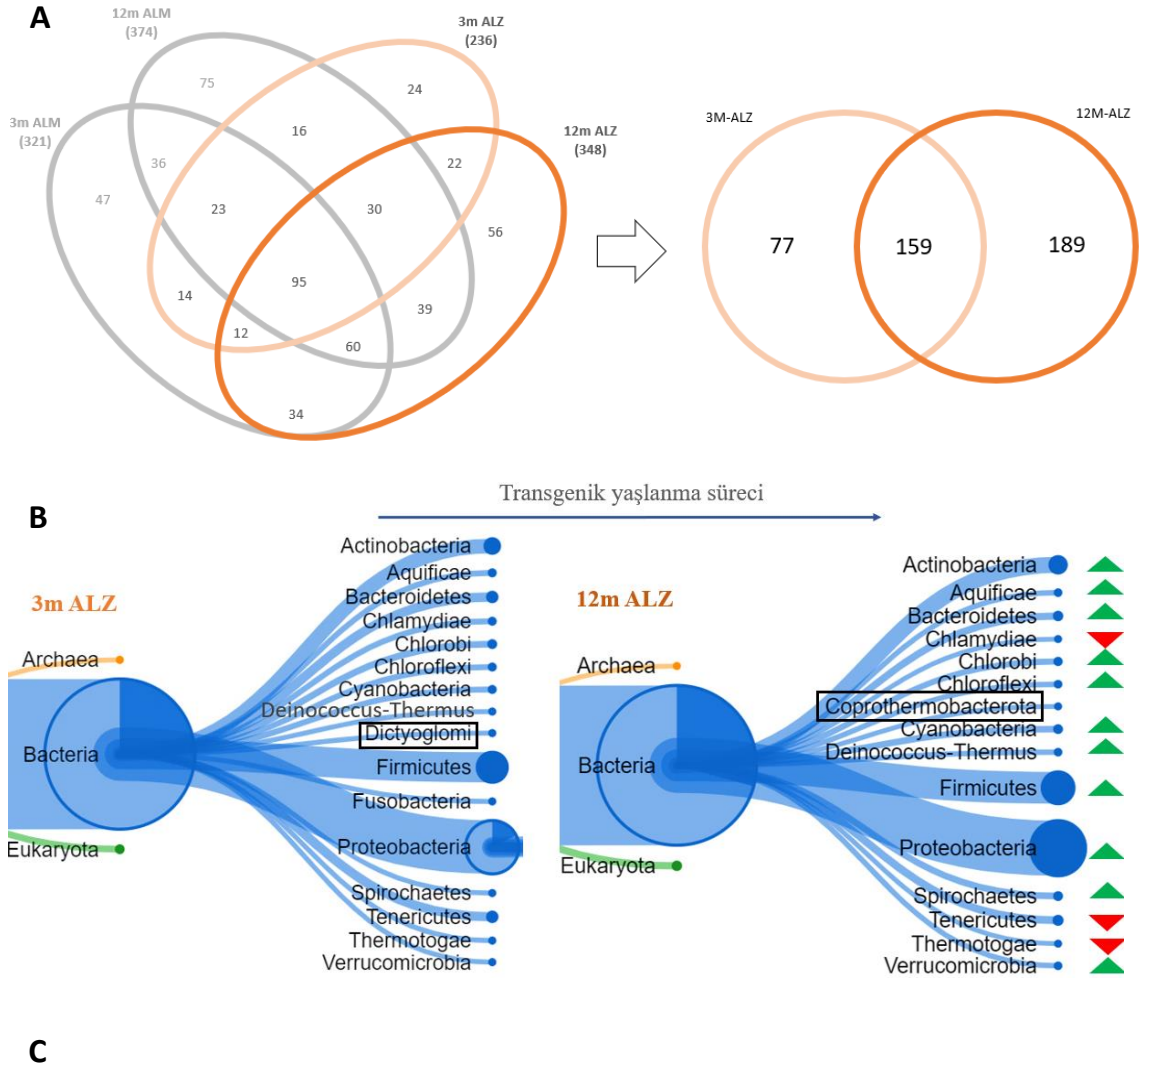 A
12m ALM
(374)
3m ALZ
(236)
3m ALM
(321)
12m ALZ
(348)
75
24
16
36
22
47
23
30
56
95
14
39
12
60
34
3M-ALZ
12M-ALZ
77
159
189
B
Transgenik yaşlanma süreci
3m ALZ
Archaea
Bacteria
Eukaryota
Actinobacteria
Aquificae
Bacteroidetes
Chlamydiae
Chlorobi
Chloroflexi
Cyanobacteria
Deinococcus-Thermus
Dictyoglomi
Firmicutes
Fusobacteria
Proteobacteria
Spirochaetes
Tenericutes
Thermotogae
Verrucomicrobia
12m ALZ
Archaea
Bacteria
Eukaryota
Actinobacteria
Aquificae
Bacteroidetes
Chlamydiae
Chlorobi
Chloroflexi
Coprothermobacterota
Cyanobacteria
Deinococcus-Thermus
Firmicutes
Proteobacteria
Spirochaetes
Tenericutes
Thermotogae
Verrucomicrobia
C